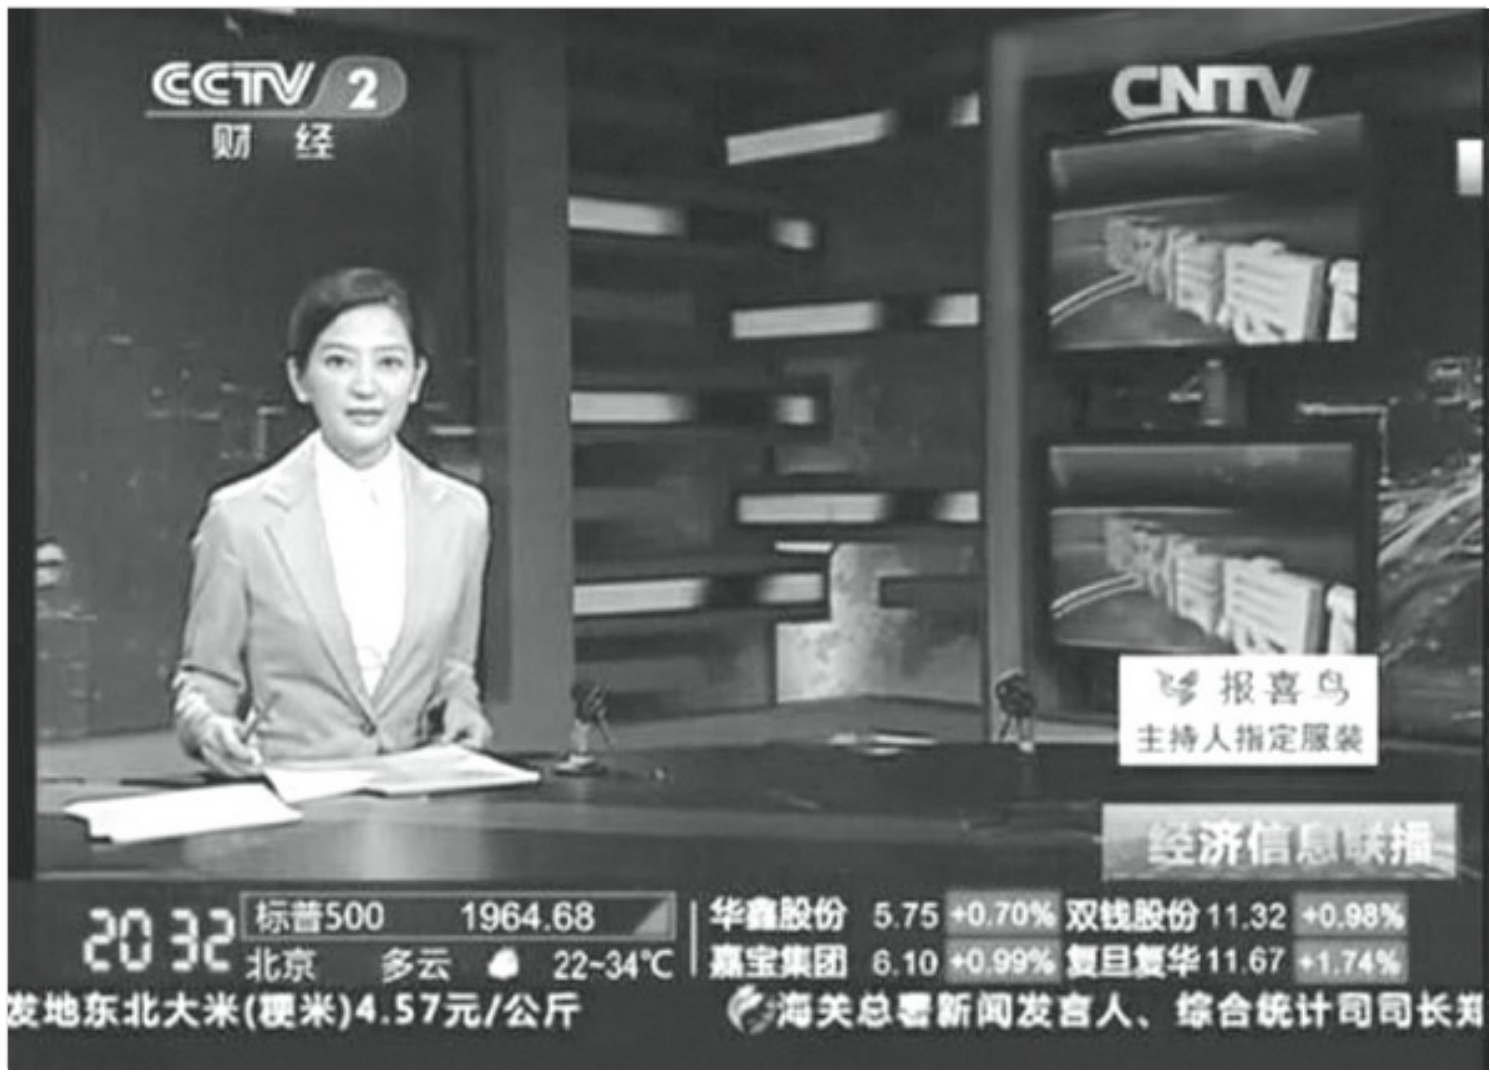 CCTV 2
财经
CNTV
报喜鸟
主持人指定服装
经济信息联播
20 32
标普500 1964.68
北京 多云 22~34℃
华鑫股份 5.75 +0.70% 双钱股份 11.32 +0.98%
嘉宝集团 6.10 +0.99% 复旦复华 11.67 +1.74%
发地东北大米(粳米)4.57元/公斤
海关总署新闻发言人、综合统计司司长郑